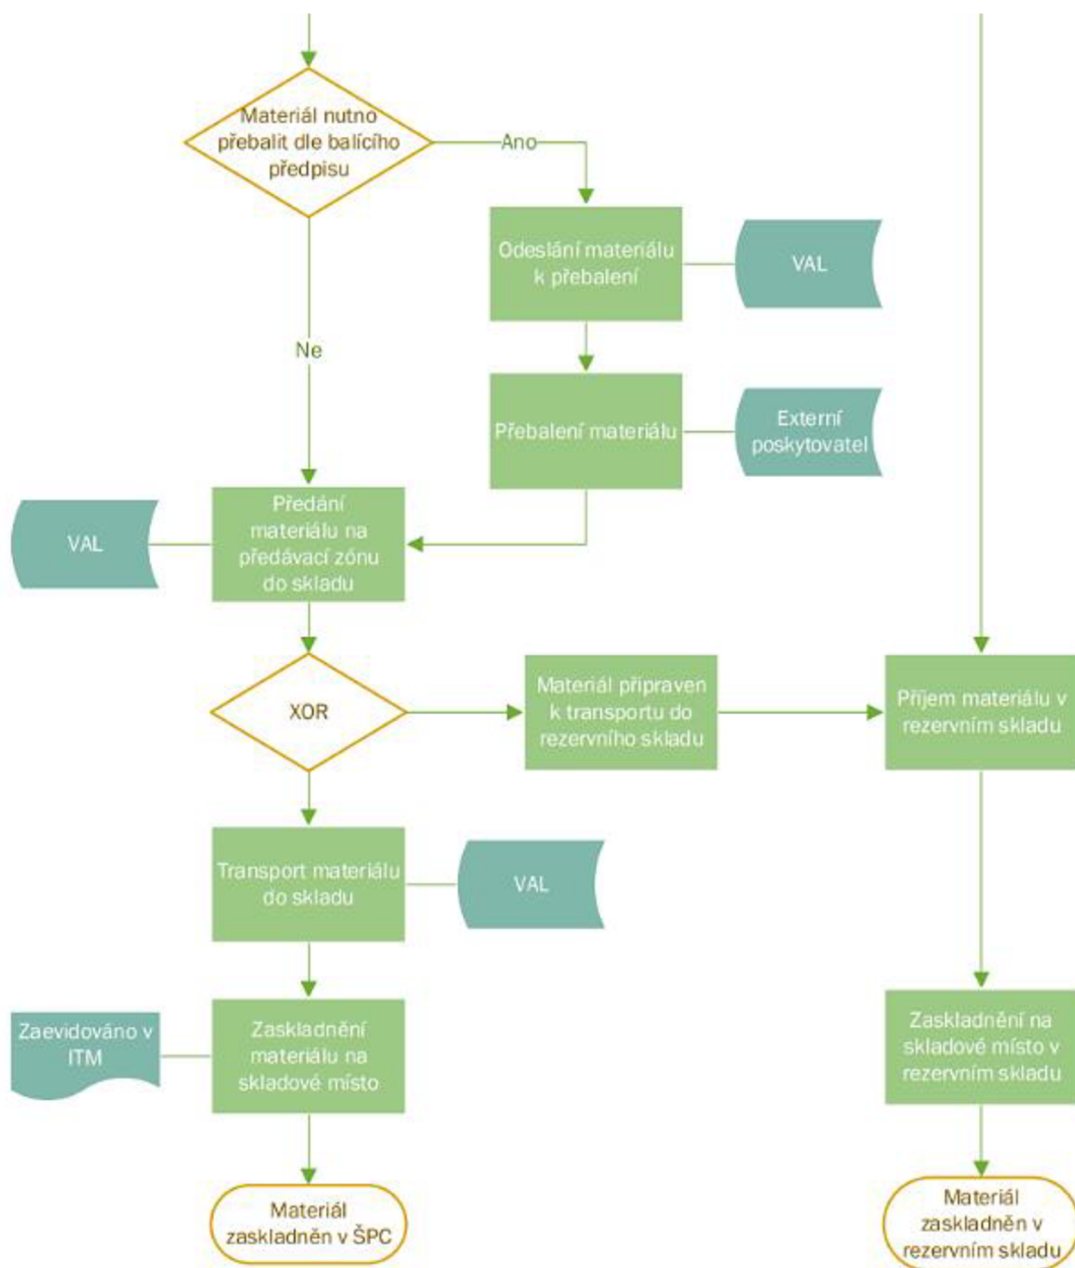 Materiál nutno
přebalit dle balícího
předpisu
Ano
Odeslání materiálu
k přebalení
VAL
Ne
Přebalení materiálu
Externí
poskytovatel
VAL
Předání
materiálu na
předávací zónu
do skladu
XOR
Materiál připraven
k transportu do
rezervního skladu
Příjem materiálu v
rezervním skladu
Transport materiálu
do skladu
VAL
Zaevidováno v
ITM
Zaskladnění
materiálu na
skladové místo
Zaskladnění na
skladové místo v
rezervním skladu
Materiál
zaskladněn v ŠPC
Materiál
zaskladněn v
rezervním skladu